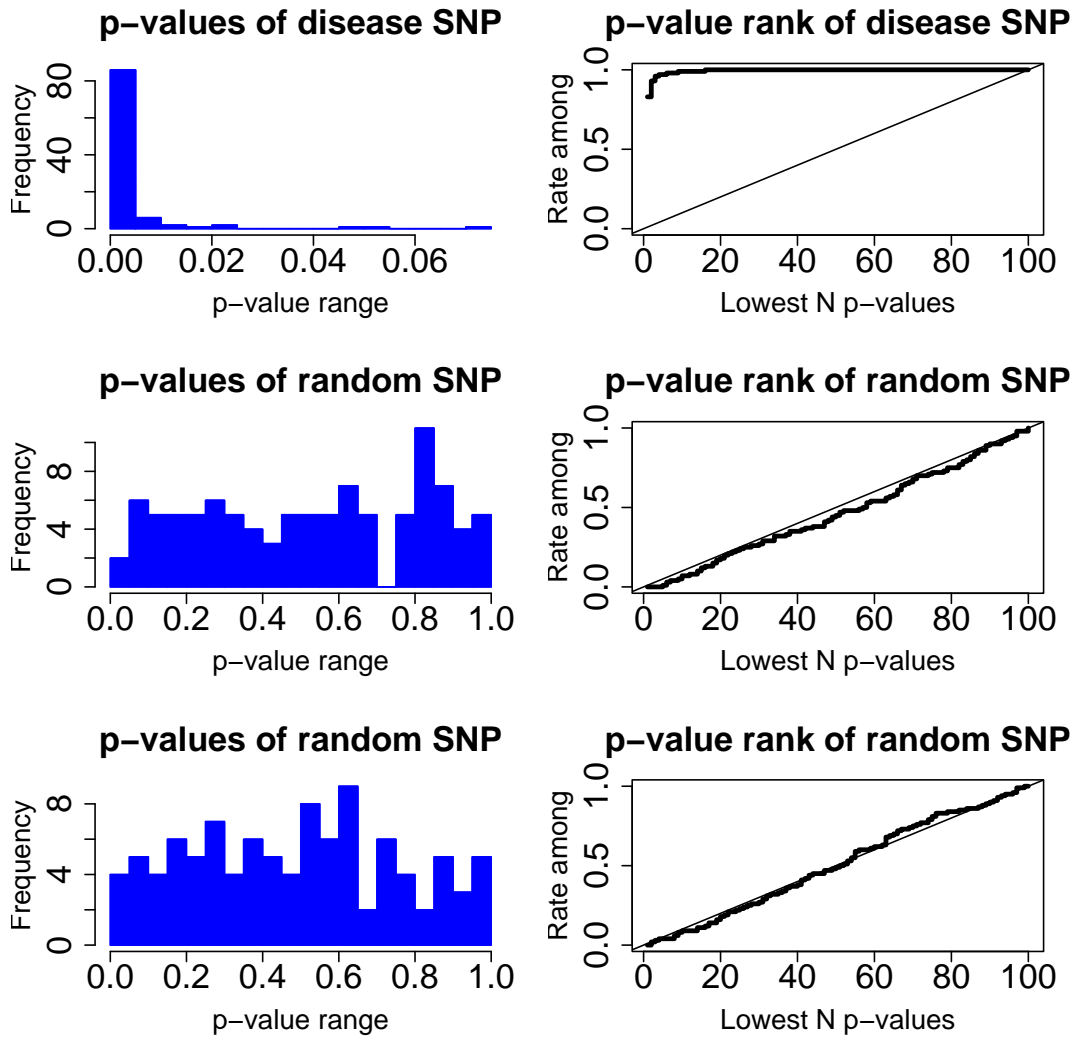 p−values of disease SNP
Frequency
0 40 80
0.00 0.02 0.04 0.06
p−value range
p−value rank of disease SNP
Rate among
0.0 0.5 1.0
0 20 40 60 80 100
Lowest N p−values
p−values of random SNP
Frequency
0 4 8
0.0 0.2 0.4 0.6 0.8 1.0
p−value range
p−value rank of random SNP
Rate among
0.0 0.5 1.0
0 20 40 60 80 100
Lowest N p−values
p−values of random SNP
Frequency
0 4 8
0.0 0.2 0.4 0.6 0.8 1.0
p−value range
p−value rank of random SNP
Rate among
0.0 0.5 1.0
0 20 40 60 80 100
Lowest N p−values